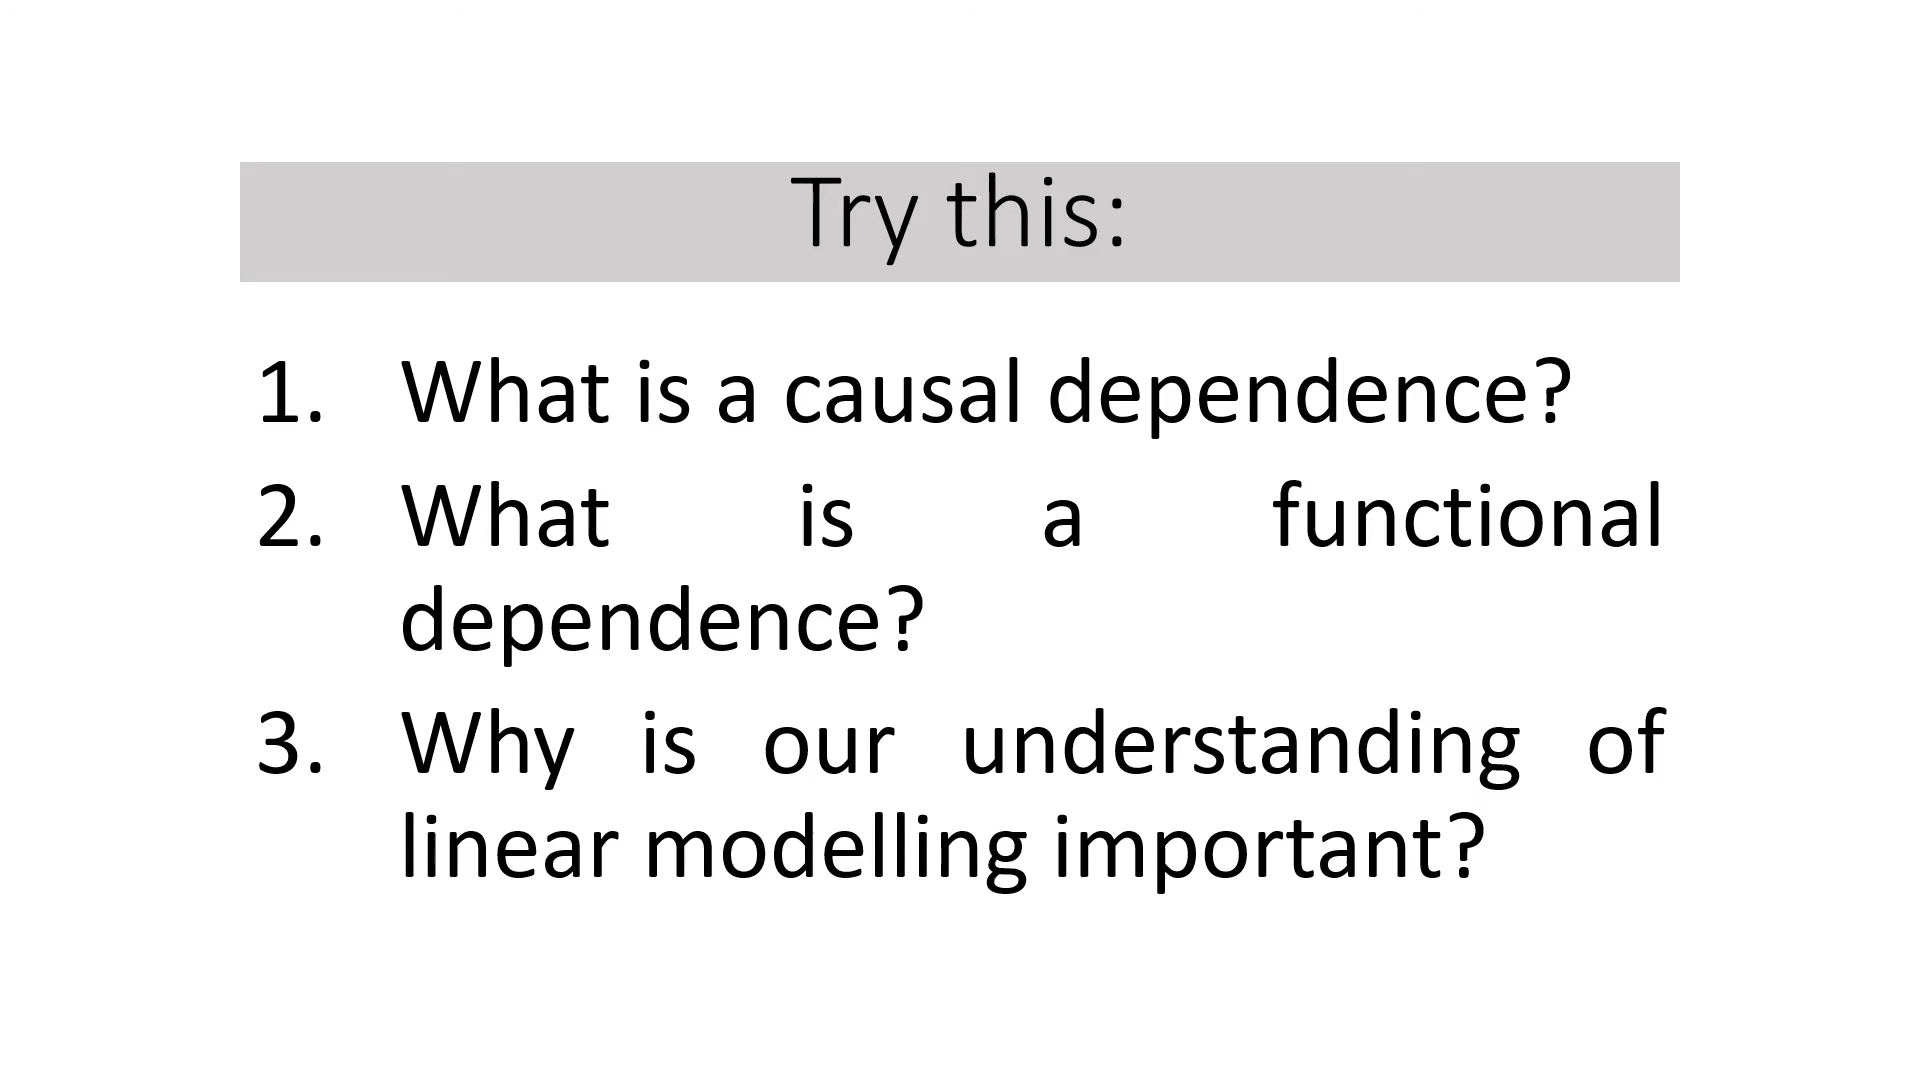 Try this:
1. What is a causal dependence?
2. What is a functional
dependence?
3. Why is our understanding of
linear modelling important?